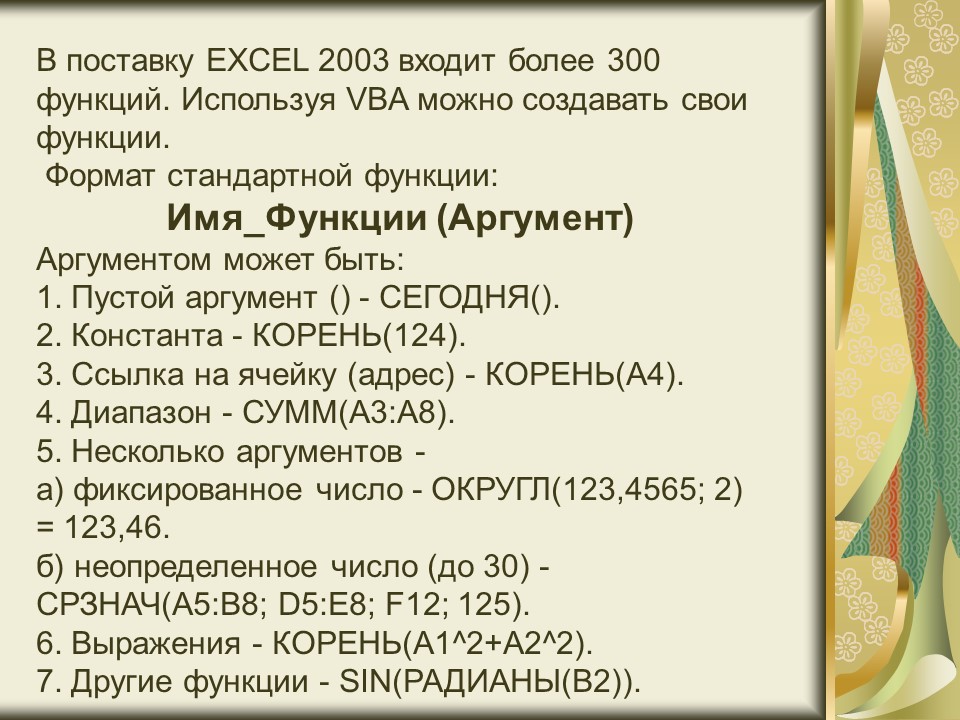 В поставку EXCEL 2003 входит более 300
функций. Используя VBA можно создавать свои
функции.
Формат стандартной функции:
Имя_Функции (Аргумент)
Аргументом может быть:
1. Пустой аргумент () - СЕГОДНЯ().
2. Константа - КОРЕНЬ(124).
3. Ссылка на ячейку (адрес) - КОРЕНЬ(A4).
4. Диапазон - СУММ(A3:A8).
5. Несколько аргументов -
а) фиксированное число - ОКРУГЛ(123,4565; 2)
= 123,46.
б) неопределенное число (до 30) -
СРЗНАЧ(A5:B8; D5:E8; F12; 125).
6. Выражения - КОРЕНЬ(A1^2+A2^2).
7. Другие функции - SIN(РАДИАНЫ(B2)).